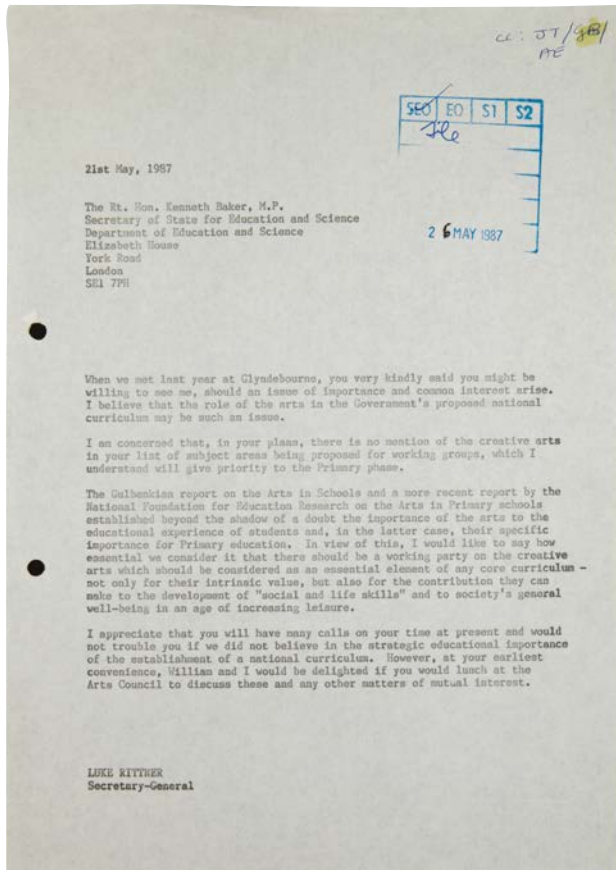 cc: JT/GB/
AE
SEO EO S1 S2
File
26 MAY 1987
21st May, 1987
The Rt. Hon. Kenneth Baker, M.P.
Secretary of State for Education and Science
Department of Education and Science
Elizabeth House
York Road
London
SE1 7PH
When we met last year at Glyndebourne, you very kindly said you might be
willing to see me, should an issue of importance and common interest arise.
I believe that the role of the arts in the Government's proposed national
curriculum may be such an issue.
I am concerned that, in your plans, there is no mention of the creative arts
in your list of subject areas being proposed for working groups, which I
understand will give priority to the Primary phase.
The Gulbenkian report on the Arts in Schools and a more recent report by the
National Foundation for Education Research on the Arts in Primary schools
established beyond the shadow of a doubt the importance of the arts to the
educational experience of students and, in the latter case, their specific
importance for Primary education. In view of this, I would like to say how
essential we consider it that there should be a working party on the creative
arts which should be considered as an essential element of any core curriculum -
not only for their intrinsic value, but also for the contribution they can
make to the development of "social and life skills" and to society's general
well-being in an age of increasing leisure.
I appreciate that you will have many calls on your time at present and would
not trouble you if we did not believe in the strategic educational importance
of the establishment of a national curriculum. However, at your earliest
convenience, William and I would be delighted if you would lunch at the
Arts Council to discuss these and any other matters of mutual interest.
LUKE RITTNER
Secretary-General